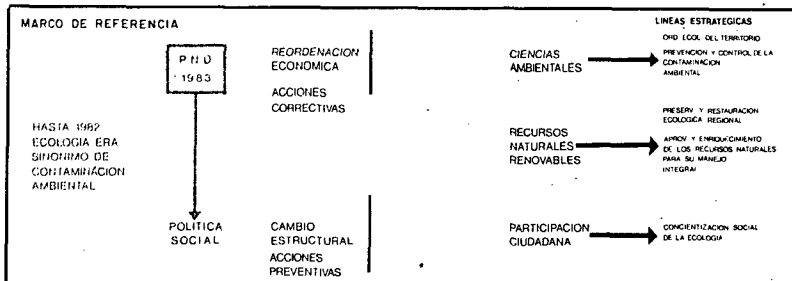 MARCO DE REFERENCIA
P N D
1983
HASTA 1982
ECOLOGIA ERA
SINONIMO DE
CONTAMINACION
AMBIENTAL
POLITICA
SOCIAL
REORDENACION
ECONOMICA
ACCIONES
CORRECTIVAS
CAMBIO
ESTRUCTURAL
ACCIONES
PREVENTIVAS
CIENCIAS
AMBIENTALES
RECURSOS
NATURALES
RENOVABLES
PARTICIPACION
CIUDADANA
LINEAS ESTRATEGICAS
ORD ECOL DEL TERRITORIO
PREVENCION Y CONTROL DE LA
CONTAMINACION
AMBIENTAL
PRESERV Y RESTAURACION
ECOLOGICA REGIONAL
APROV Y ENRIQUECIMIENTO
DE LOS RECURSOS NATURALES
PARA SU MANEJO
INTEGRAL
CONCIENTIZACION SOCIAL
DE LA ECOLOGIA